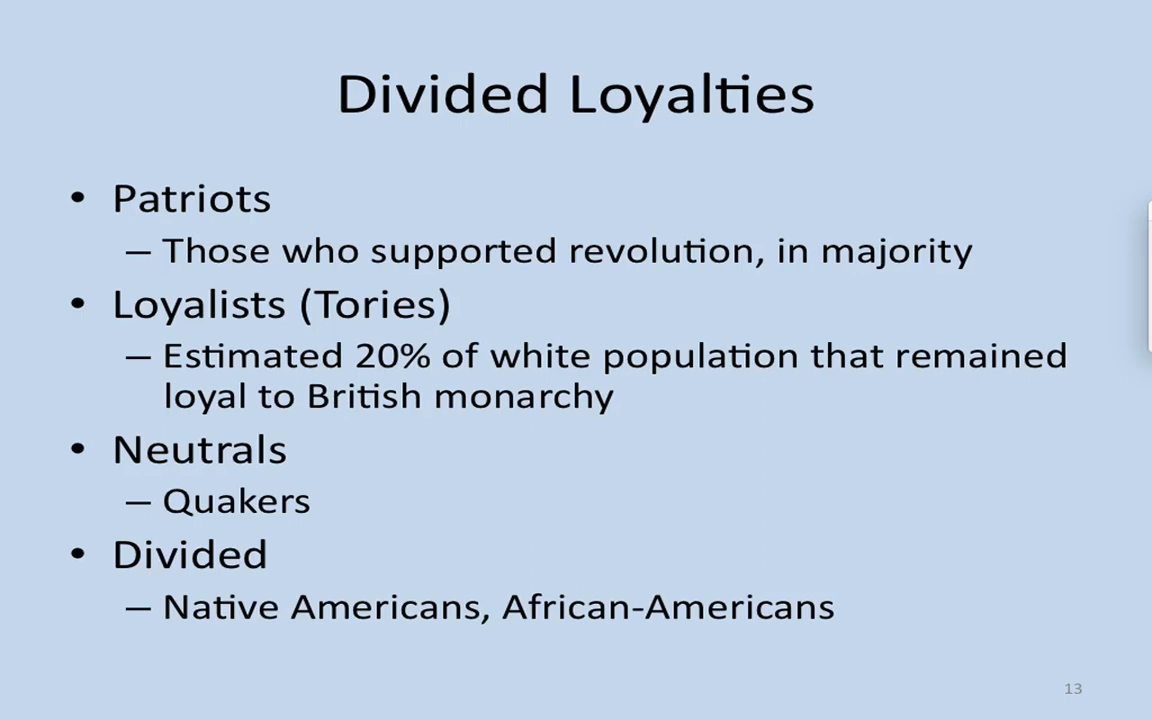 Divided Loyalties
• Patriots
– Those who supported revolution, in majority
• Loyalists (Tories)
– Estimated 20% of white population that remained
loyal to British monarchy
• Neutrals
– Quakers
• Divided
– Native Americans, African-Americans
13